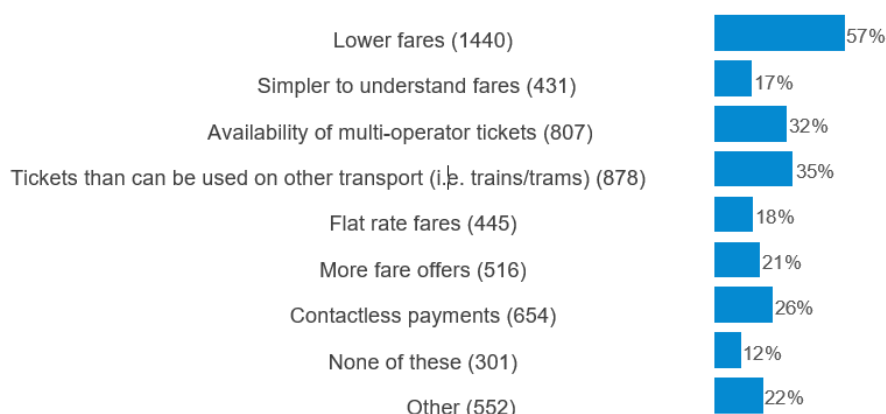 Lower fares (1440) 57%
Simpler to understand fares (431) 17%
Availability of multi-operator tickets (807) 32%
Tickets than can be used on other transport (i.e. trains/trams) (878) 35%
Flat rate fares (445) 18%
More fare offers (516) 21%
Contactless payments (654) 26%
None of these (301) 12%
Other (552) 22%